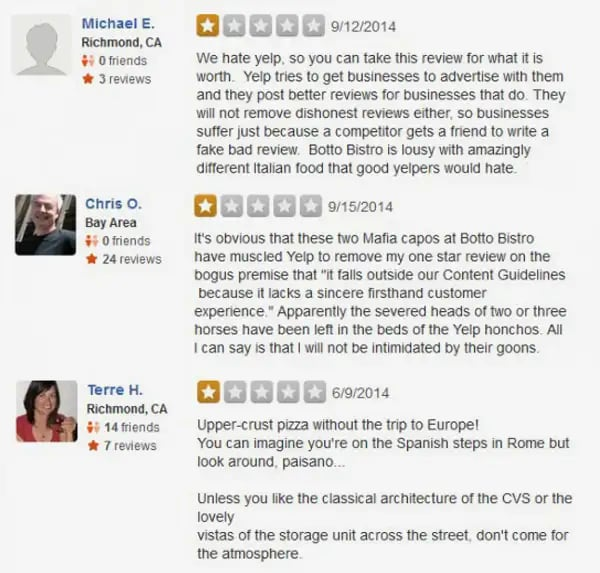 Michael E.
Richmond, CA
0 friends
3 reviews
9/12/2014
We hate yelp, so you can take this review for what it is
worth. Yelp tries to get businesses to advertise with them
and they post better reviews for businesses that do. They
will not remove dishonest reviews either, so businesses
suffer just because a competitor gets a friend to write a
fake bad review. Botto Bistro is lousy with amazingly
different Italian food that good yelpers would hate.
Chris O.
Bay Area
0 friends
24 reviews
9/15/2014
It's obvious that these two Mafia capos at Botto Bistro
have muscled Yelp to remove my one star review on the
bogus premise that "it falls outside our Content Guidelines
because it lacks a sincere firsthand customer
experience." Apparently the severed heads of two or three
horses have been left in the beds of the Yelp honchos. All
I can say is that I will not be intimidated by their goons.
Terre H.
Richmond, CA
14 friends
7 reviews
6/9/2014
Upper-crust pizza without the trip to Europe!
You can imagine you're on the Spanish steps in Rome but
look around, paisano...
Unless you like the classical architecture of the CVS or the
lovely
vistas of the storage unit across the street, don't come for
the atmosphere.